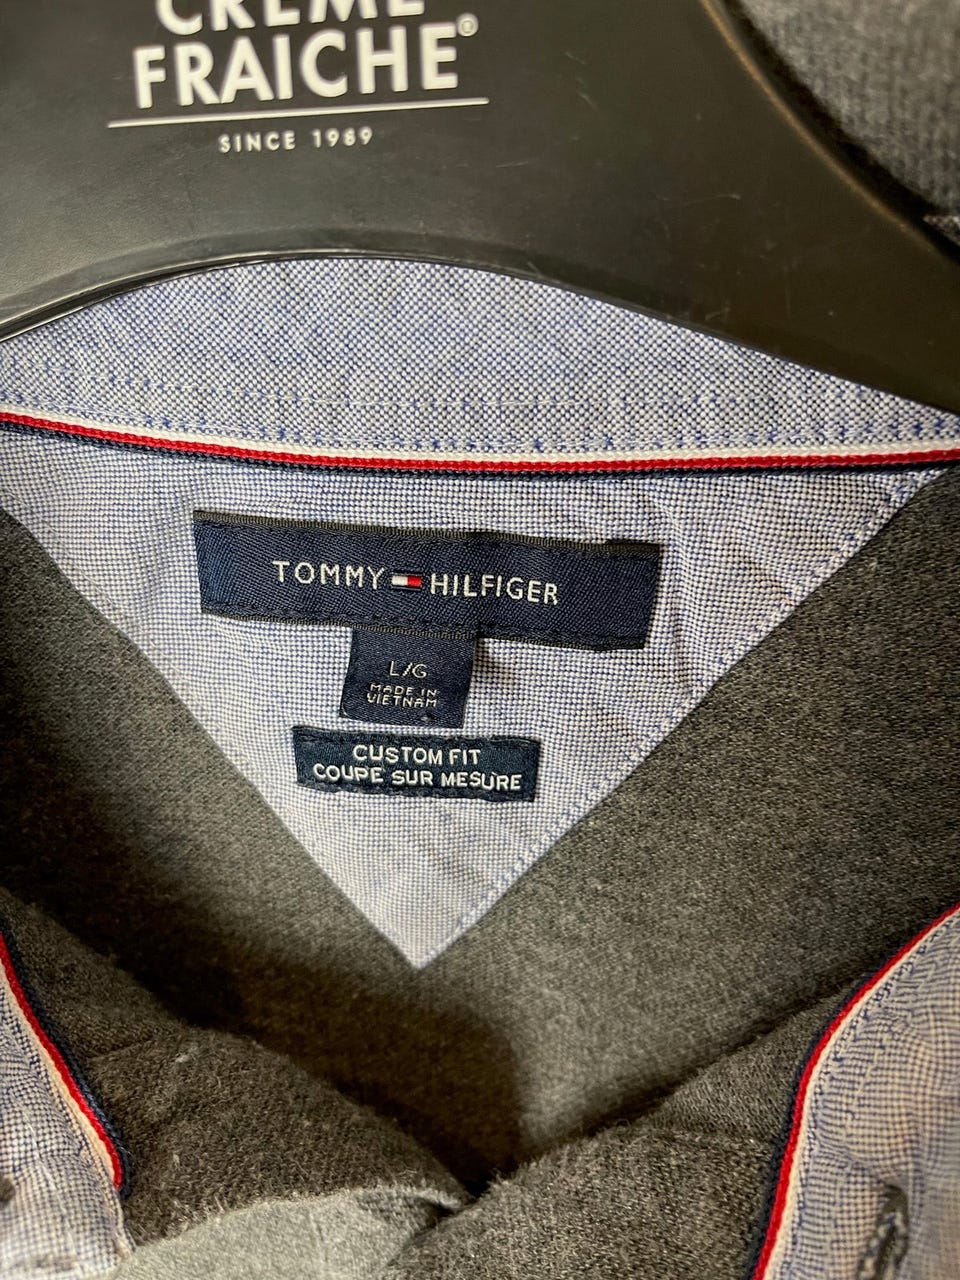 CREME
FRAICHE®
SINCE 1989
TOMMY HILFIGER
L/G
MADE IN
VIETNAM
CUSTOM FIT
COUPE SUR MESURE